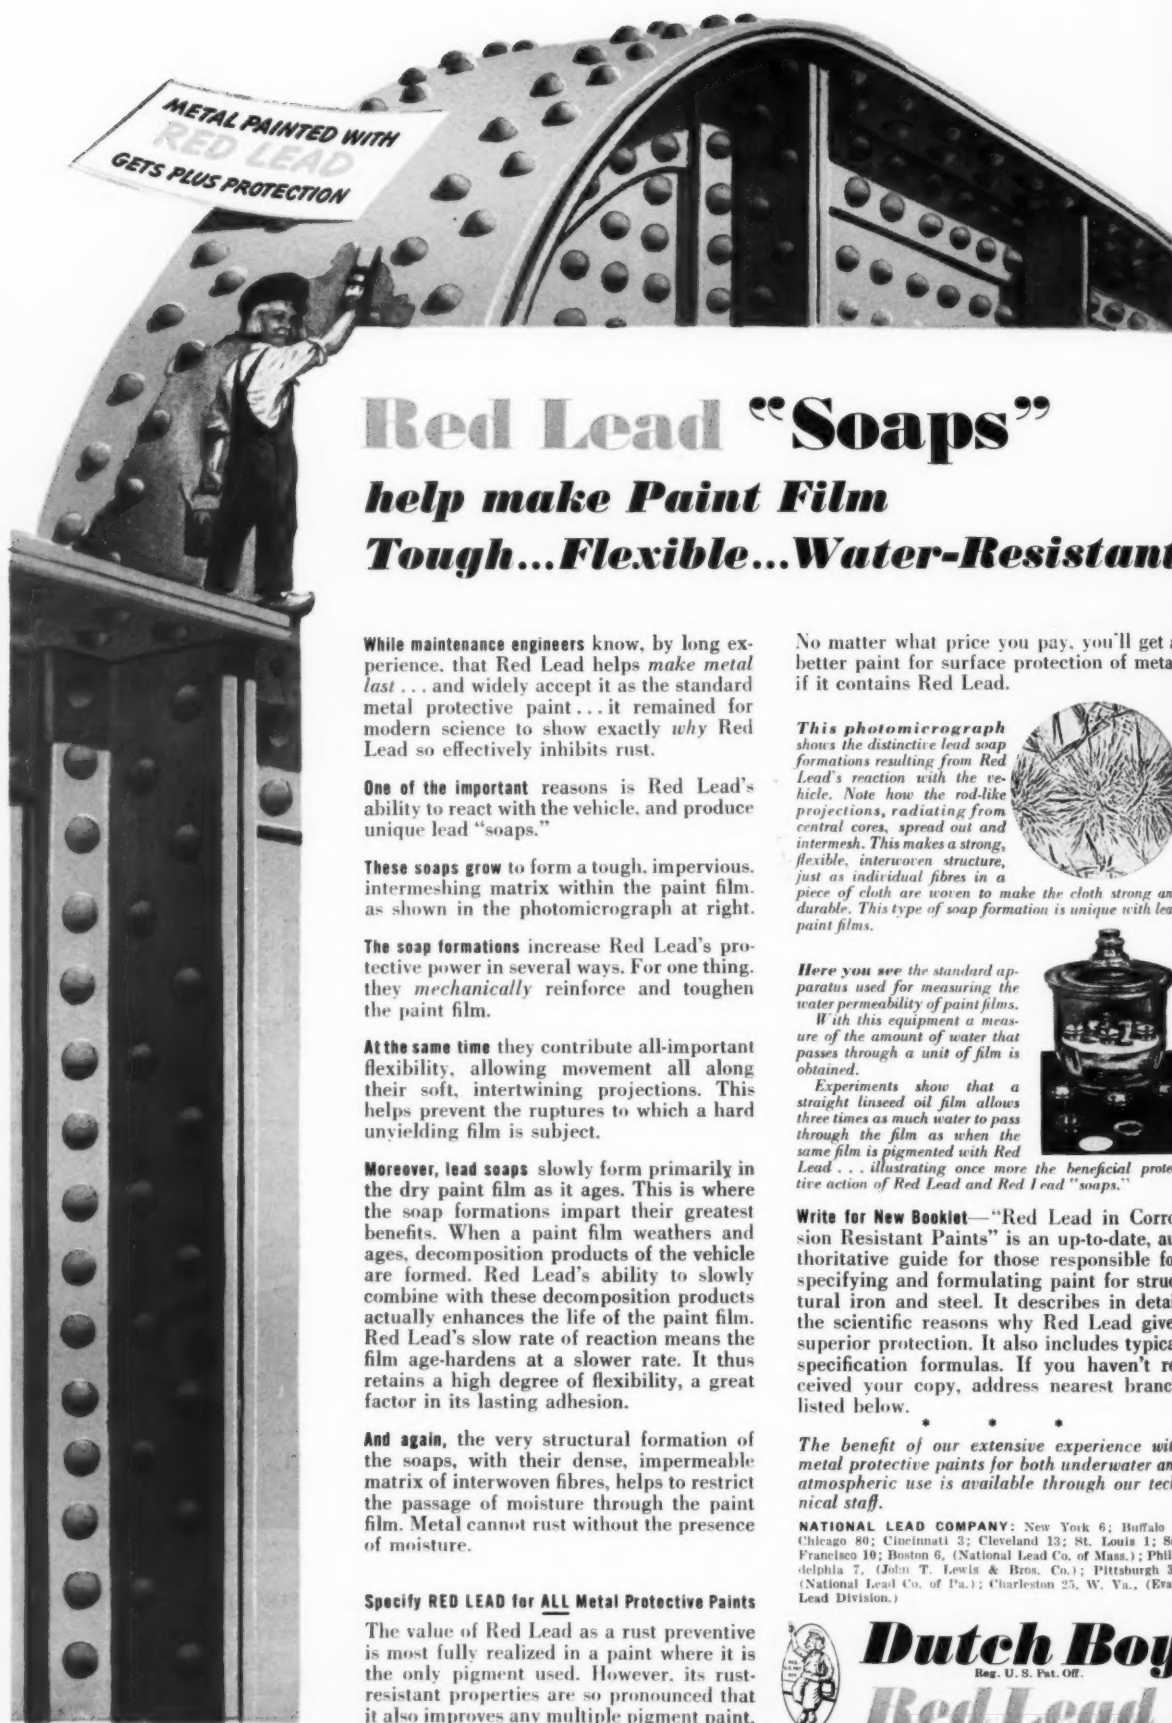 METAL PAINTED WITH
RED LEAD
GETS PLUS PROTECTION
Red Lead “Soaps”
help make Paint Film
Tough...Flexible...Water-Resistant
While maintenance engineers know, by long ex-
perience, that Red Lead helps make metal
last . . . and widely accept it as the standard
metal protective paint . . . it remained for
modern science to show exactly why Red
Lead so effectively inhibits rust.
One of the important reasons is Red Lead's
ability to react with the vehicle, and produce
unique lead “soaps.”
These soaps grow to form a tough, impervious,
intermeshing matrix within the paint film,
as shown in the photomicrograph at right.
The soap formations increase Red Lead's pro-
tective power in several ways. For one thing,
they mechanically reinforce and toughen
the paint film.
At the same time they contribute all-important
flexibility, allowing movement all along
their soft, intertwining projections. This
helps prevent the ruptures to which a hard
unyielding film is subject.
Moreover, lead soaps slowly form primarily in
the dry paint film as it ages. This is where
the soap formations impart their greatest
benefits. When a paint film weathers and
ages, decomposition products of the vehicle
are formed. Red Lead's ability to slowly
combine with these decomposition products
actually enhances the life of the paint film.
Red Lead's slow rate of reaction means the
film age-hardens at a slower rate. It thus
retains a high degree of flexibility, a great
factor in its lasting adhesion.
And again, the very structural formation of
the soaps, with their dense, impermeable
matrix of interwoven fibres, helps to restrict
the passage of moisture through the paint
film. Metal cannot rust without the presence
of moisture.
Specify RED LEAD for ALL Metal Protective Paints
The value of Red Lead as a rust preventive
is most fully realized in a paint where it is
the only pigment used. However, its rust-
resistant properties are so pronounced that
it also improves any multiple pigment paint.
No matter what price you pay, you'll get a
better paint for surface protection of meta
if it contains Red Lead.
This photomicrograph
shows the distinctive lead soap
formations resulting from Red
Lead's reaction with the ve-
hicle. Note how the rod-like
projections, radiating from
central cores, spread out and
intermesh. This makes a strong,
flexible, interwoven structure,
just as individual fibres in a
piece of cloth are woven to make the cloth strong an
durable. This type of soap formation is unique with lea
paint films.
Here you see the standard ap-
paratus used for measuring the
water permeability of paint films.
With this equipment a meas-
ure of the amount of water that
passes through a unit of film is
obtained.
Experiments show that a
straight linseed oil film allows
three times as much water to pass
through the film as when the
same film is pigmented with Red
Lead . . . illustrating once more the beneficial prote
tive action of Red Lead and Red Lead "soaps."
Write for New Booklet—“Red Lead in Corro
sion Resistant Paints” is an up-to-date, au
thoritative guide for those responsible fo
specifying and formulating paint for struc
tural iron and steel. It describes in detai
the scientific reasons why Red Lead give
superior protection. It also includes typica
specification formulas. If you haven't re
ceived your copy, address nearest branc
listed below.
* * *
The benefit of our extensive experience wit
metal protective paints for both underwater an
atmospheric use is available through our tech
nical staff.
NATIONAL LEAD COMPANY: New York 6; Buffalo
Chicago 80; Cincinnati 3; Cleveland 13; St. Louis 1; Sa
Francisco 10; Boston 6, (National Lead Co. of Mass.); Phil
delphia 7, (John T. Lewis & Bros. Co.); Pittsburgh 3
(National Lead Co. of Pa.); Charleston 25, W. Va., (Eva
Lead Division.)
Dutch Boy
Reg. U. S. Pat. Off.
Red Lead